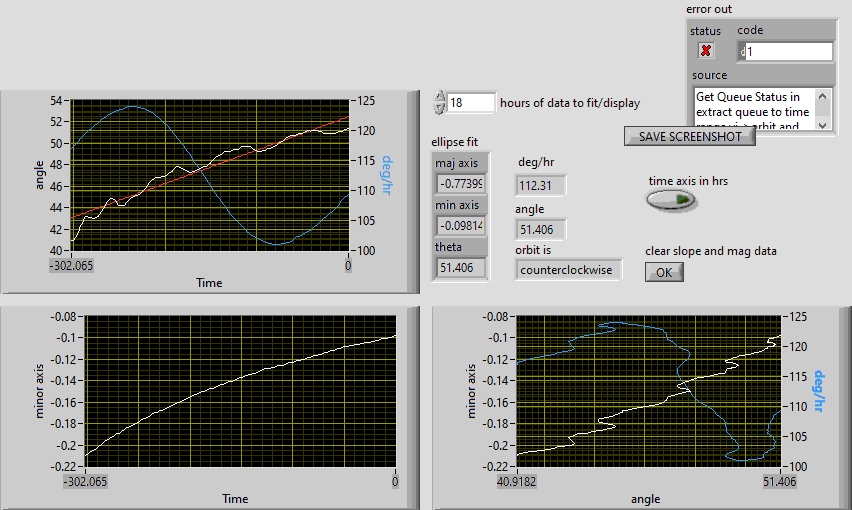 error out
status
code
d1
source
Get Queue Status in
extract queue to time
SAVE SCREENSHOT
18
hours of data to fit/display
ellipse fit
maj axis
-0.77399
min axis
-0.09814
theta
51.406
deg/hr
112.31
angle
51.406
orbit is
counterclockwise
time axis in hrs
clear slope and mag data
OK
54
52
50
48
46
44
42
40
angle
125
120
115
110
105
100
deg/hr
-302.065
0
Time
-0.08
-0.1
-0.12
-0.14
-0.16
-0.18
-0.2
-0.22
minor axis
-302.065
0
Time
-0.08
-0.1
-0.12
-0.14
-0.16
-0.18
-0.2
-0.22
minor axis
125
120
115
110
105
100
deg/hr
40.9182
51.406
angle